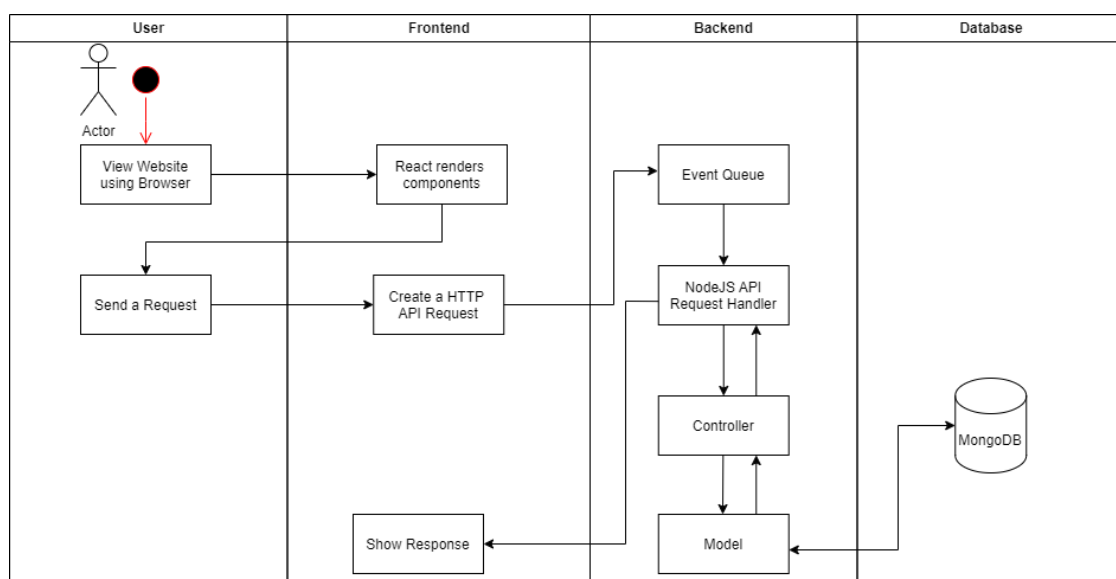 User
Frontend
Backend
Database
Actor
View Website
using Browser
React renders
components
Event Queue
Send a Request
Create a HTTP
API Request
NodeJS API
Request Handler
Controller
MongoDB
Show Response
Model